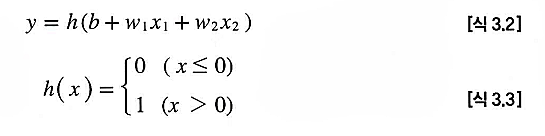 y = h(b + w₁x₁ + w₂x₂)
[식 3.2]
h(x) = {0 (x ≤ 0)
1 (x > 0)
[식 3.3]